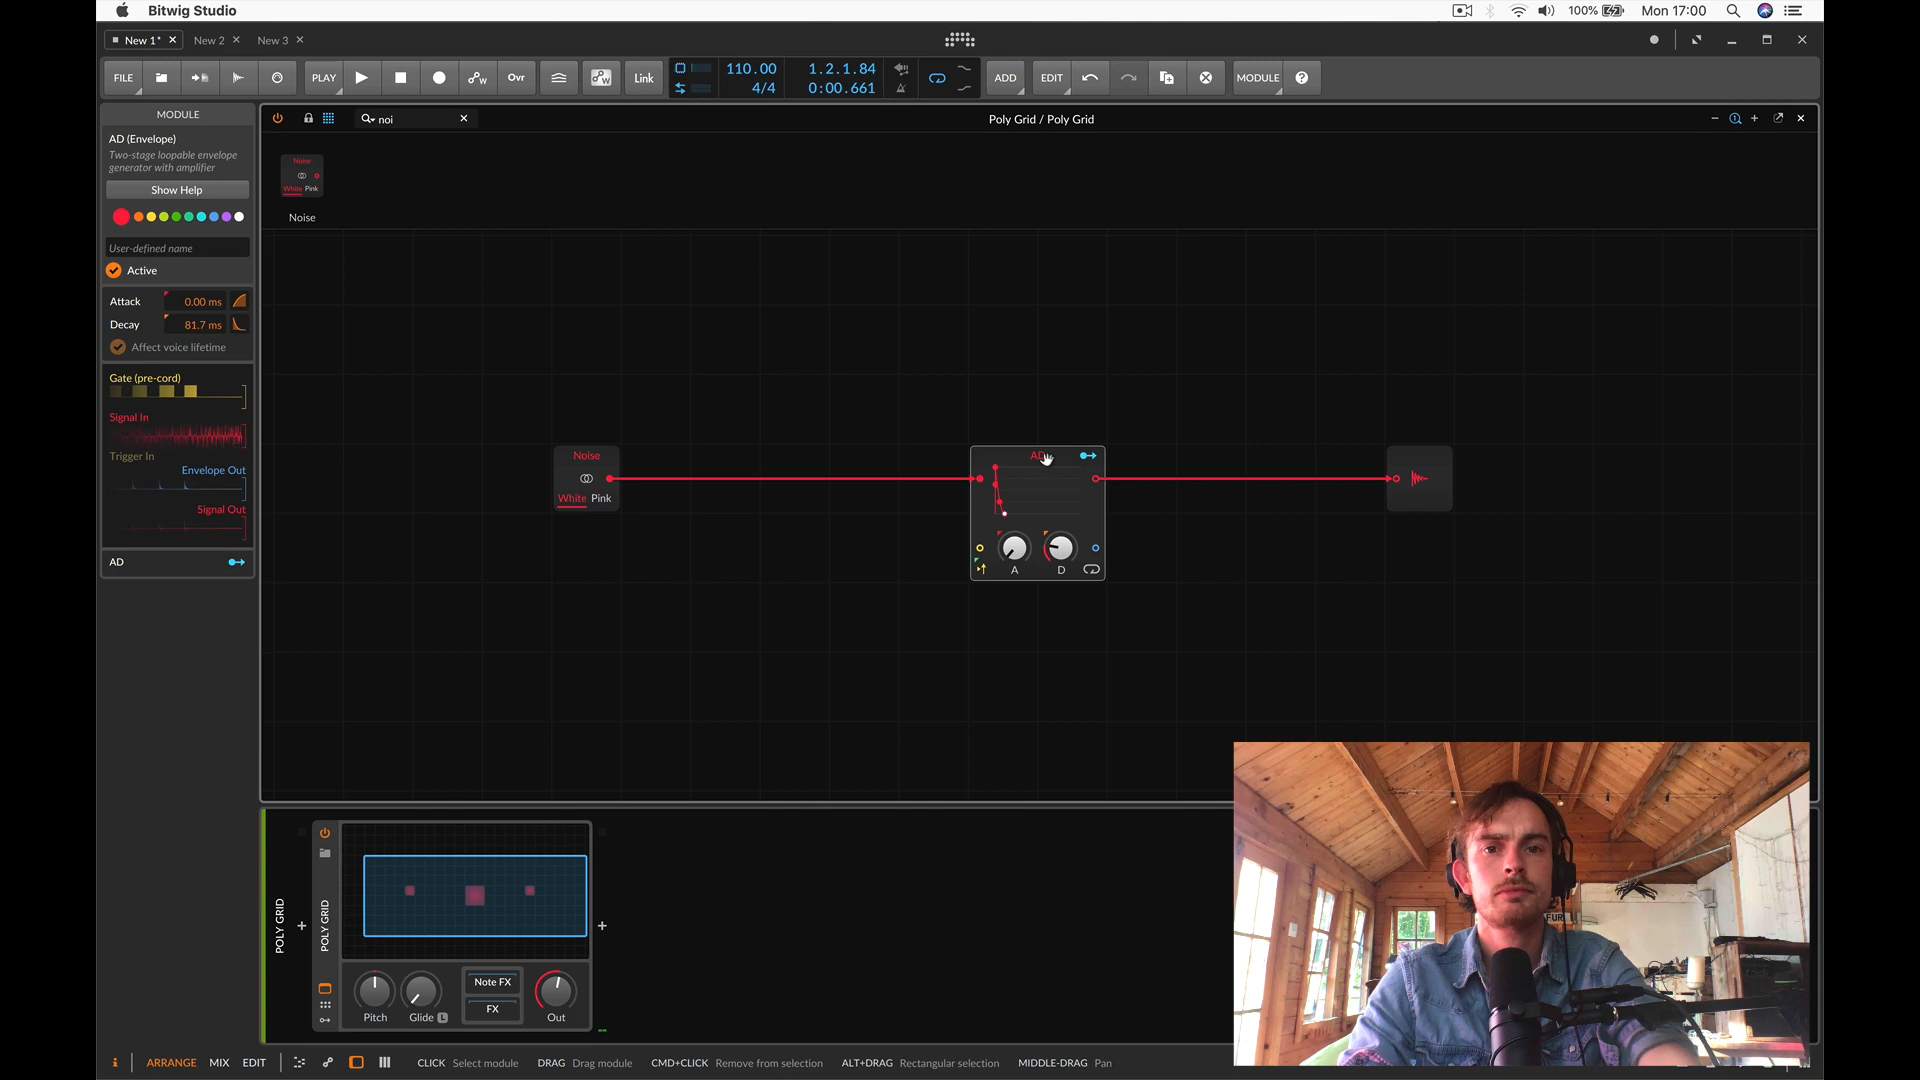 Bitwig Studio
100%
Mon 17:00
New 1*
New 2
New 3
FILE
PLAY
Ovr
Link
110.00
4/4
1.2.1.84
0:00.661
ADD
EDIT
MODULE
MODULE
AD (Envelope)
Two-stage loopable envelope
generator with amplifier
Show Help
User-defined name
Active
Attack 0.00 ms
Decay 81.7 ms
Affect voice lifetime
Gate (pre-cord)
Signal In
Trigger In
Envelope Out
Signal Out
AD
noi
Poly Grid / Poly Grid
Noise
White Pink
Noise
Noise
White Pink
AD
A
D
POLY GRID
POLY GRID
Pitch
Glide
L
Note FX
FX
Out
FUR
ARRANGE MIX EDIT
CLICK Select module DRAG Drag module CMD+CLICK Remove from selection ALT+DRAG Rectangular selection MIDDLE-DRAG Pan